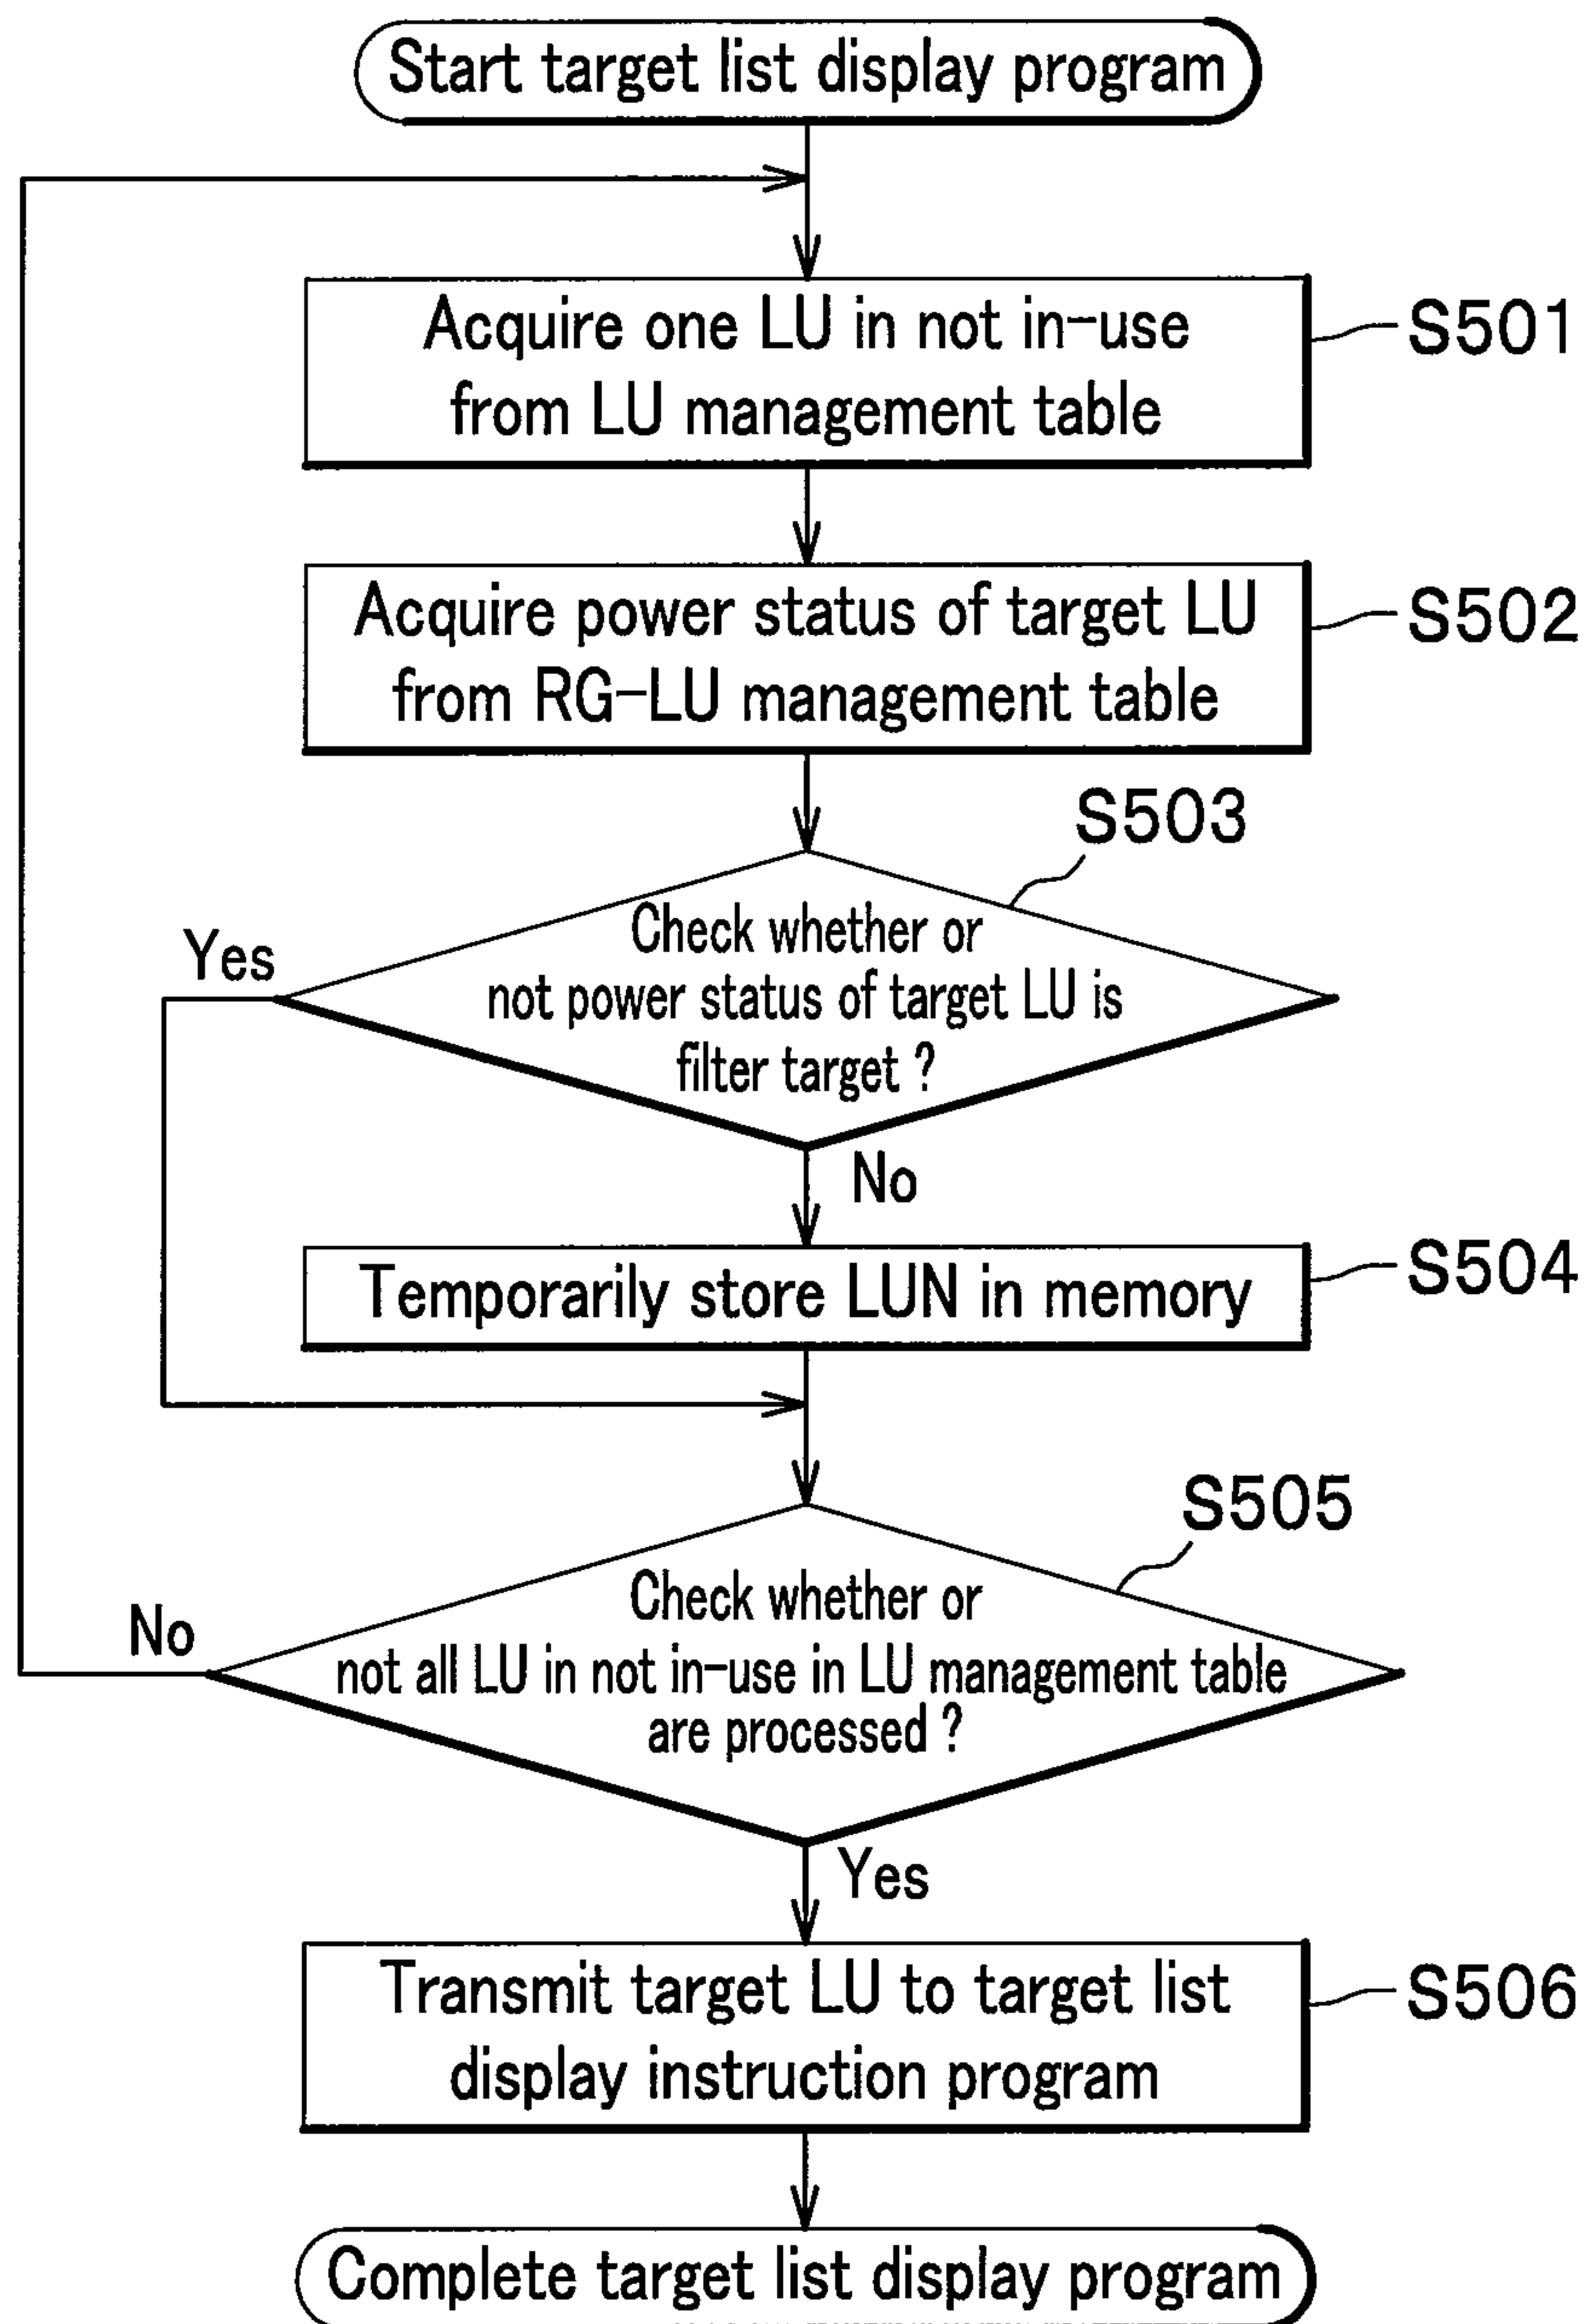 Start target list display program
Acquire one LU in not in-use
from LU management table
S501
Acquire power status of target LU
from RG-LU management table
S502
S503
Check whether or
not power status of target LU is
filter target ?
Yes
No
Temporarily store LUN in memory
S504
S505
Check whether or
not all LU in not in-use in LU management table
are processed ?
No
Yes
Transmit target LU to target list
display instruction program
S506
Complete target list display program